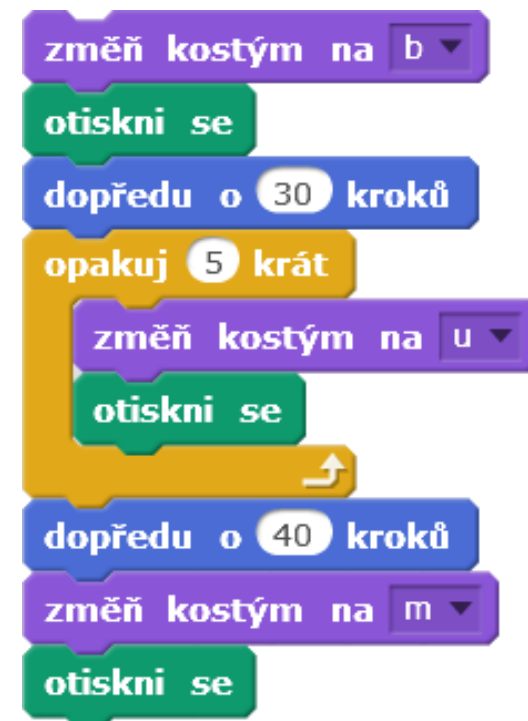 změň kostým na b
otiskni se
dopředu o 30 kroků
opakuj 5 krát
změň kostým na u
otiskni se
dopředu o 40 kroků
změň kostým na m
otiskni se